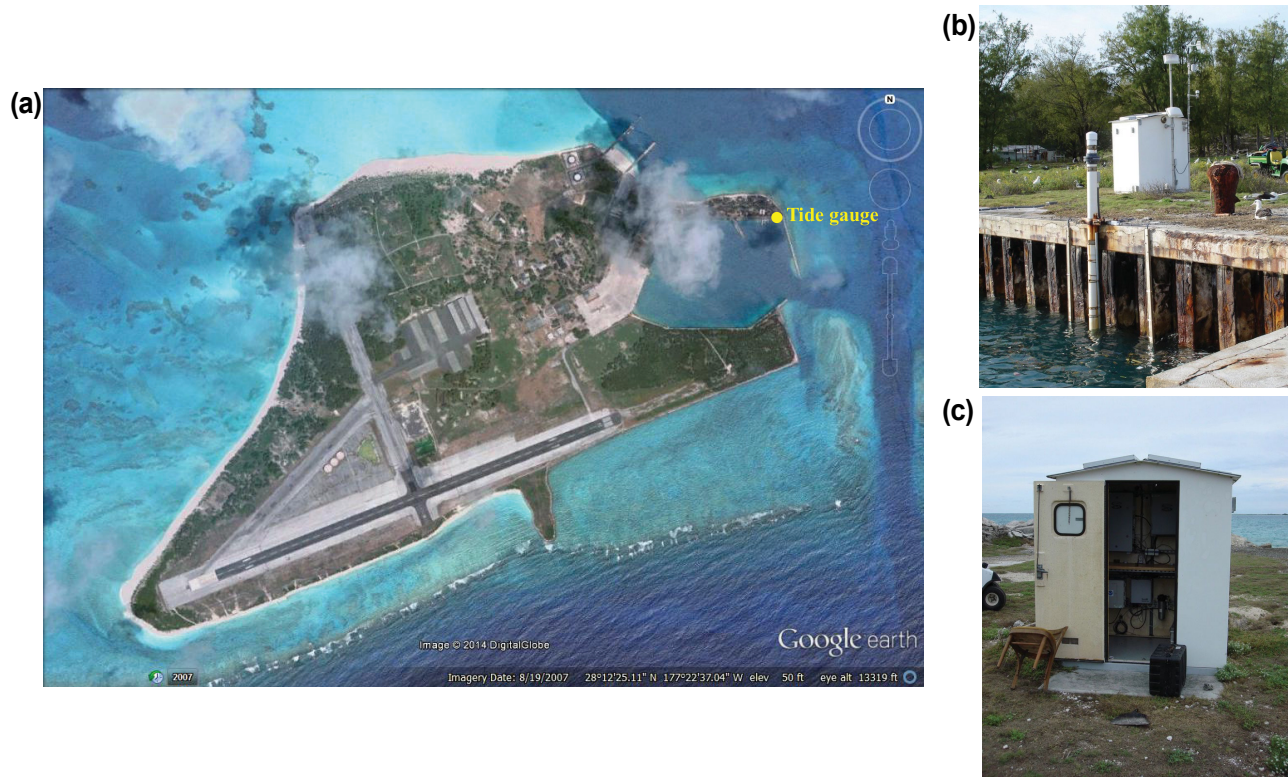 (a)
N
Tide gauge
Image © 2014 DigitalGlobe
Google earth
2007
Imagery Date: 8/19/2007 28°12'25.11" N 177°22'37.04" W elev 50 ft eye alt 13319 ft
(b)
(c)